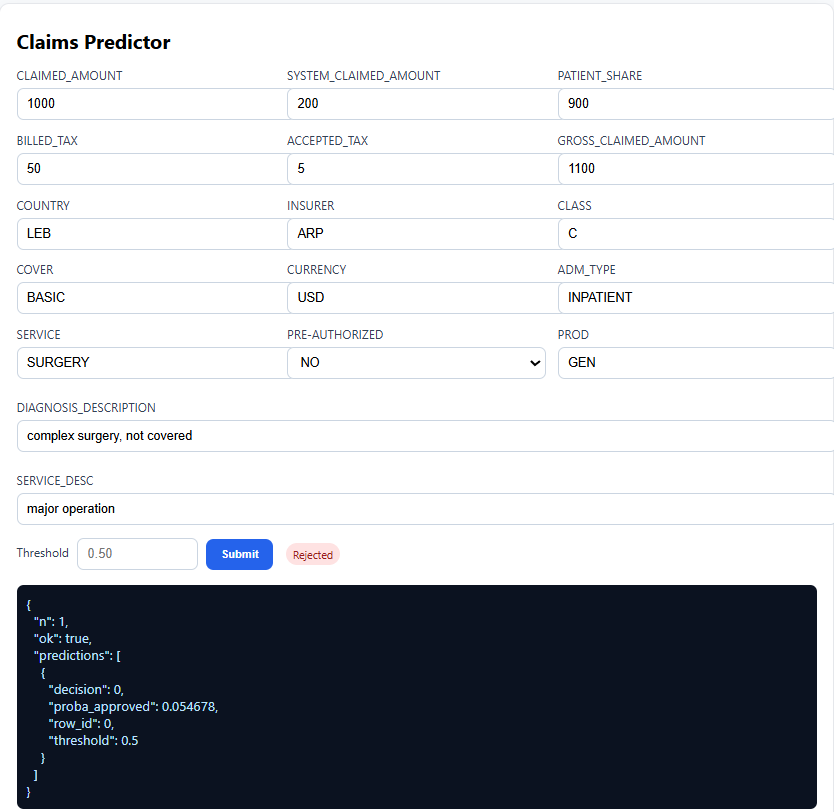 Claims Predictor
CLAIMED_AMOUNT SYSTEM_CLAIMED_AMOUNT PATIENT_SHARE
1000 200 900
BILLED_TAX ACCEPTED_TAX GROSS_CLAIMED_AMOUNT
50 5 1100
COUNTRY INSURER CLASS
LEB ARP C
COVER CURRENCY ADM_TYPE
BASIC USD INPATIENT
SERVICE PRE-AUTHORIZED PROD
SURGERY NO GEN
DIAGNOSIS_DESCRIPTION
complex surgery, not covered
SERVICE_DESC
major operation
Threshold 0.50 Submit Rejected
{
"n": 1,
"ok": true,
"predictions": [
{
"decision": 0,
"proba_approved": 0.054678,
"row_id": 0,
"threshold": 0.5
}
]
}